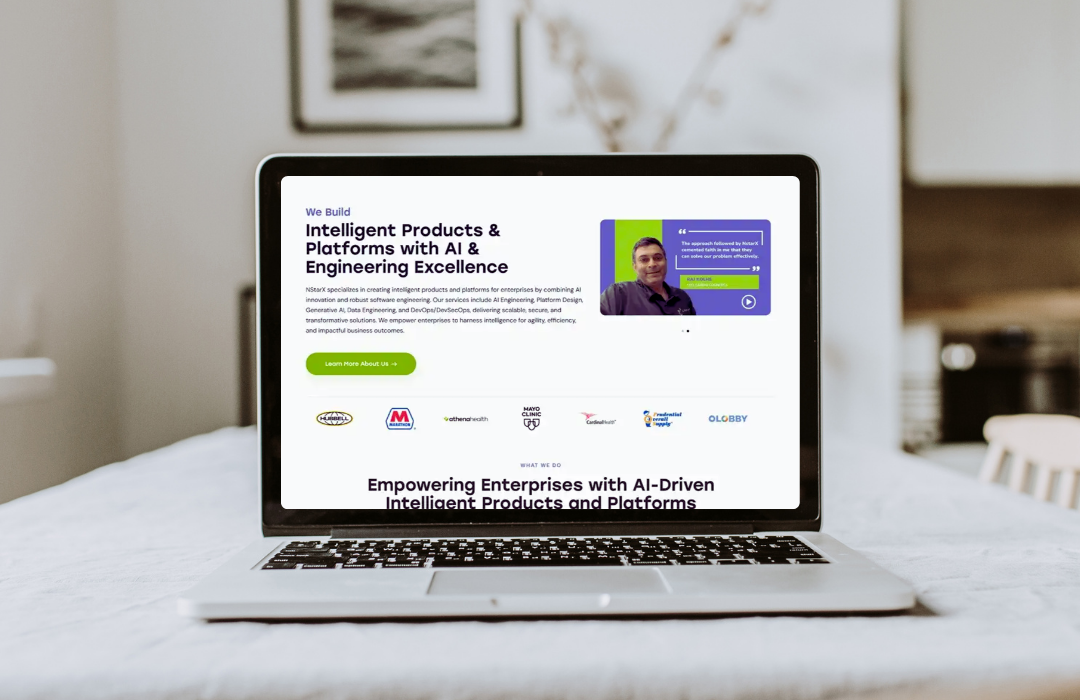 We Build
Intelligent Products &
Platforms with AI &
Engineering Excellence
NStarX specializes in creating intelligent products and platforms for enterprises by combining AI
innovation and robust software engineering. Our services include AI Engineering, Platform Design,
Generative AI, Data Engineering, and DevOps/DevSecOps, delivering scalable, secure, and
transformative solutions. We empower enterprises to harness intelligence for agility, efficiency,
and impactful business outcomes.
Learn More About Us →
“ The approach followed by NstarX
cemented faith in me that they
can solve our problem effectively. ”
HUBBELL
M
MARATHON
athenahealth
MAYO
CLINIC
CardinalHealth
Prudential
Overall
Supply
OLOBBY
WHAT WE DO
Empowering Enterprises with AI-Driven
Intelligent Products and Platforms